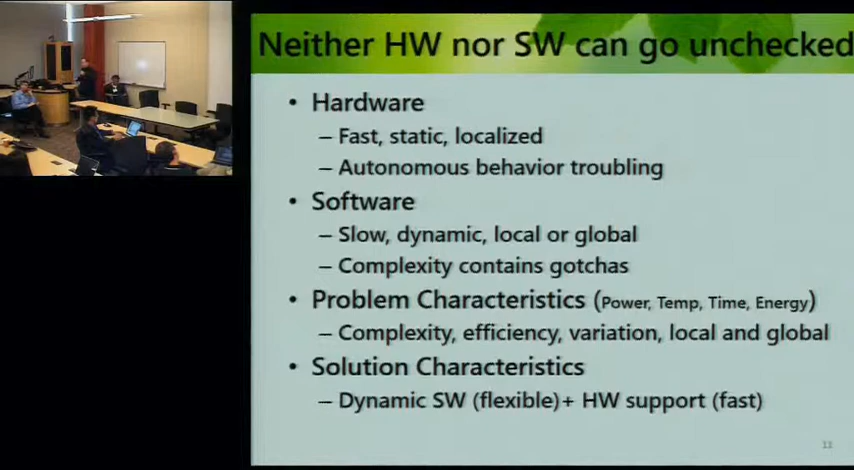 Neither HW nor SW can go unchecked
• Hardware
– Fast, static, localized
– Autonomous behavior troubling
• Software
– Slow, dynamic, local or global
– Complexity contains gotchas
• Problem Characteristics (Power, Temp, Time, Energy)
– Complexity, efficiency, variation, local and global
• Solution Characteristics
– Dynamic SW (flexible)+ HW support (fast)
13